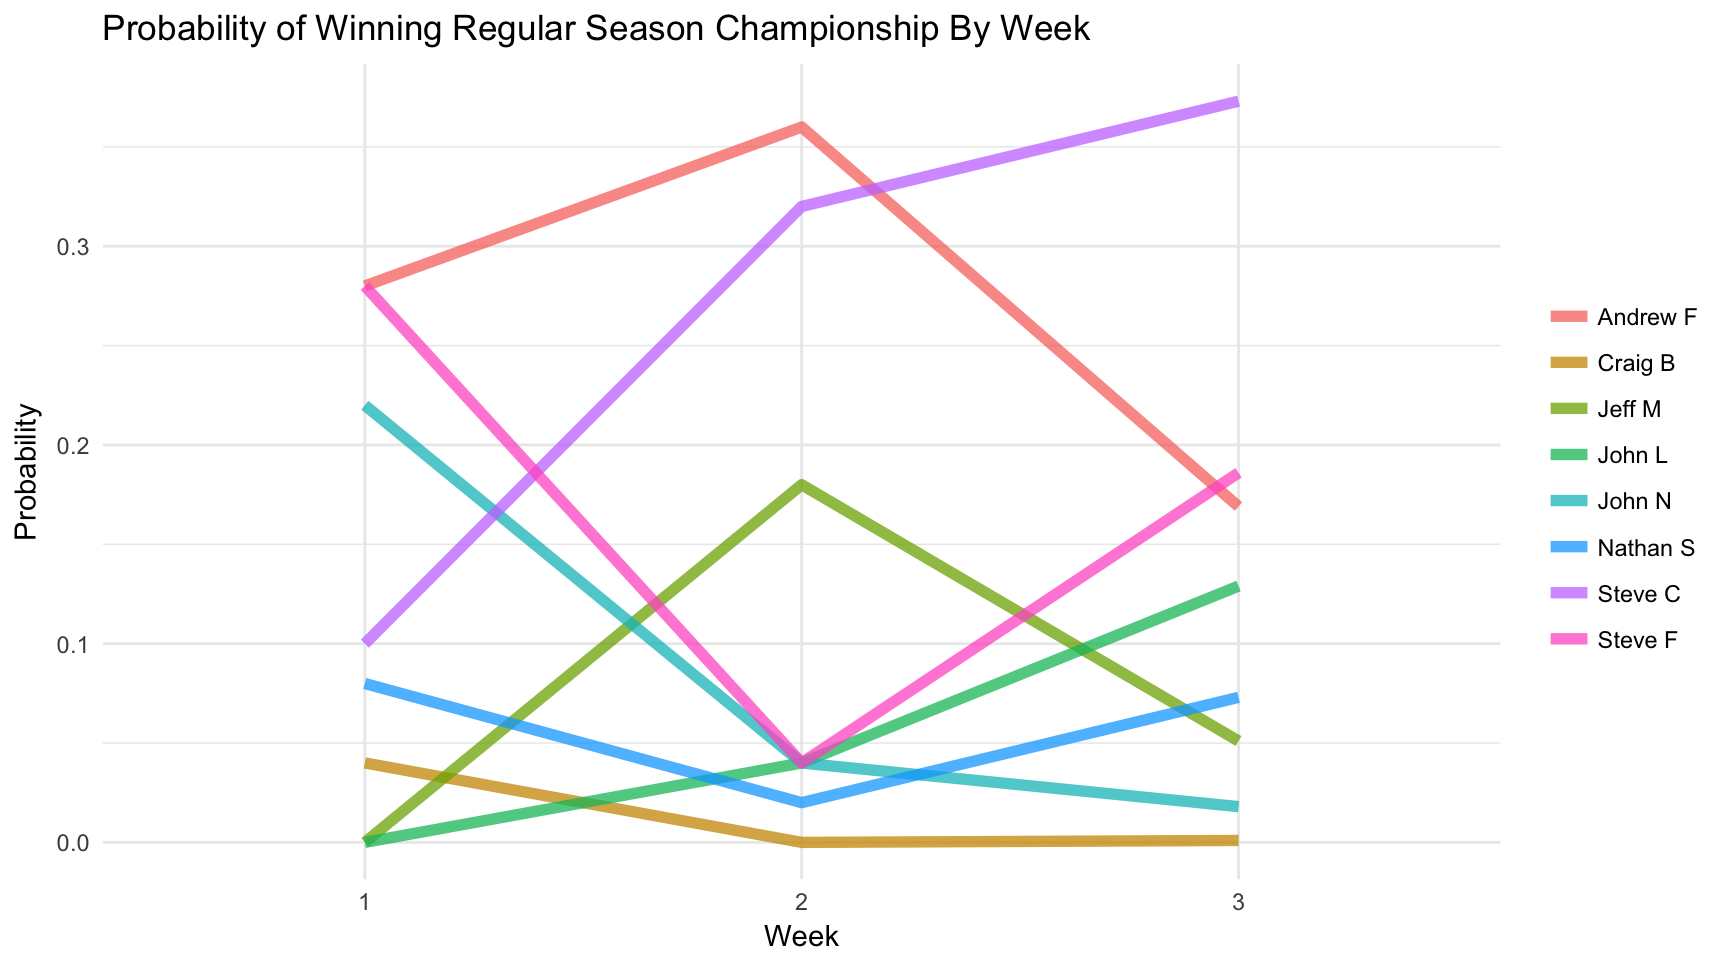 Probability of Winning Regular Season Championship By Week
Probability
0.3
0.2
0.1
0.0
1 2 3
Week
Andrew F
Craig B
Jeff M
John L
John N
Nathan S
Steve C
Steve F